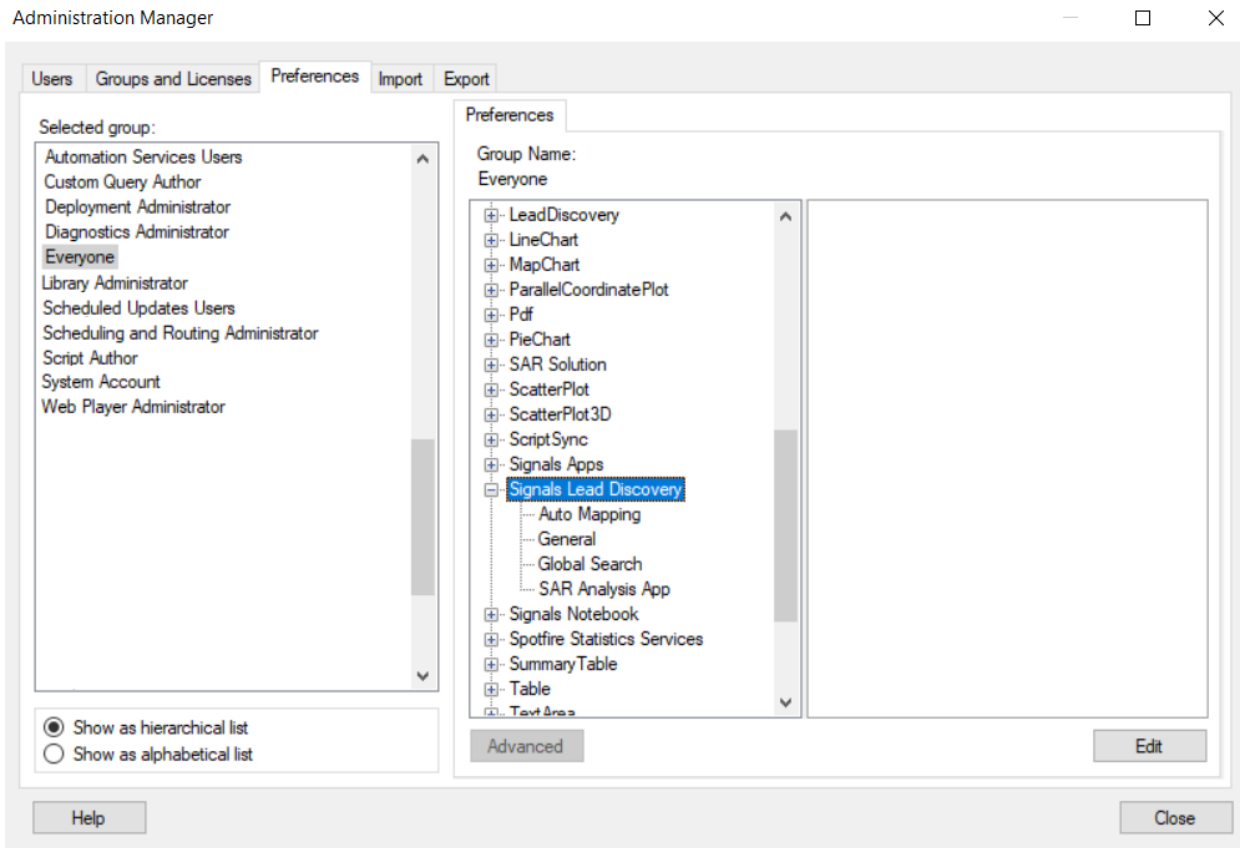 Administration Manager
Users Groups and Licenses Preferences Import Export
Selected group:
Automation Services Users
Custom Query Author
Deployment Administrator
Diagnostics Administrator
Everyone
Library Administrator
Scheduled Updates Users
Scheduling and Routing Administrator
Script Author
System Account
Web Player Administrator
Show as hierarchical list
Show as alphabetical list
Preferences
Group Name:
Everyone
LeadDiscovery
LineChart
MapChart
ParallelCoordinatePlot
Pdf
PieChart
SAR Solution
ScatterPlot
ScatterPlot3D
ScriptSync
Signals Apps
Signals Lead Discovery
Auto Mapping
General
Global Search
SAR Analysis App
Signals Notebook
Spotfire Statistics Services
SummaryTable
Table
TextArea
Advanced
Edit
Help
Close